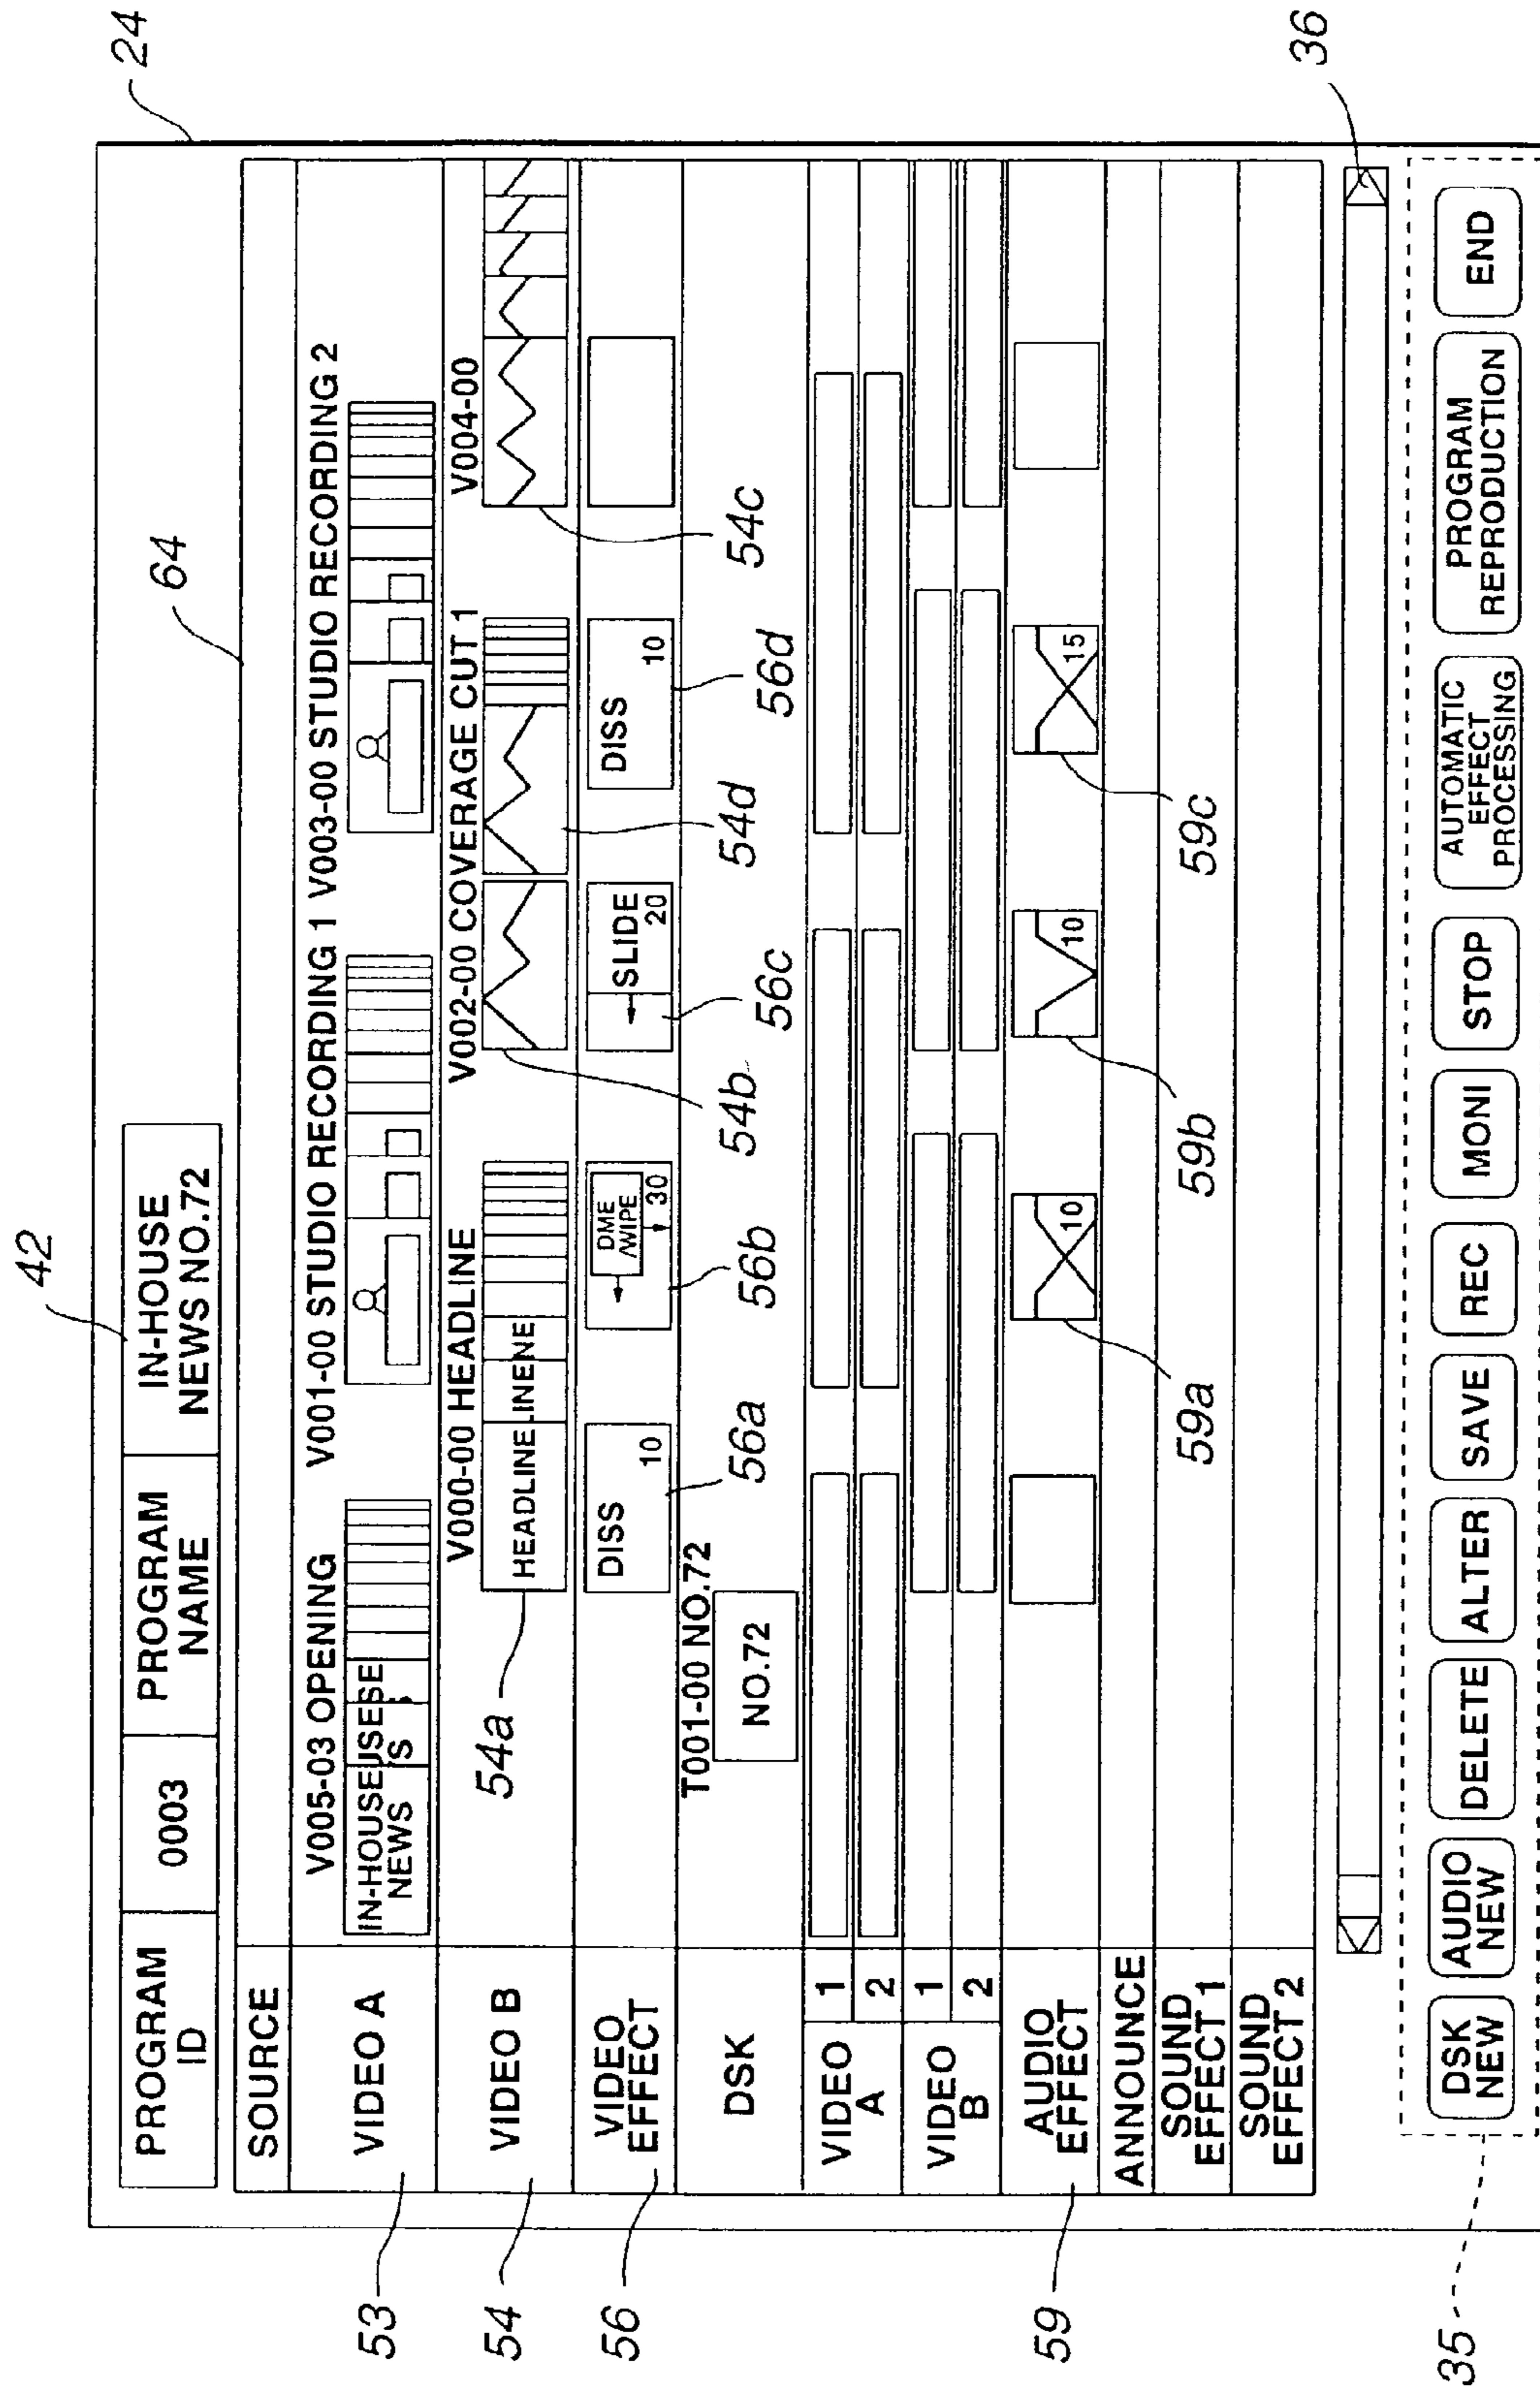 42
24
PROGRAM
ID
0003
PROGRAM
NAME
IN-HOUSE
NEWS NO.72
64
SOURCE
53
VIDEO A
V005-03 OPENING
V001-00 STUDIO RECORDING 1
V003-00 STUDIO RECORDING 2
IN-HOUSE
NEWS
USE
'S
SE
54
VIDEO B
V000-00 HEADLINE
V002-00 COVERAGE CUT 1
V004-00
54a
HEADLINE
LINE
NE
54b
54d
54c
56
VIDEO
EFFECT
DISS
10
DME
/WIPE
30
SLIDE
20
DISS
10
56a
56b
56c
56d
DSK
T001-00 NO.72
NO.72
VIDEO
A
1
2
VIDEO
B
1
2
59
AUDIO
EFFECT
10
10
15
59a
59b
59c
ANNOUNCE
SOUND
EFFECT 1
SOUND
EFFECT 2
36
35
DSK
NEW
AUDIO
NEW
DELETE
ALTER
SAVE
REC
MONI
STOP
AUTOMATIC
EFFECT
PROCESSING
PROGRAM
REPRODUCTION
END